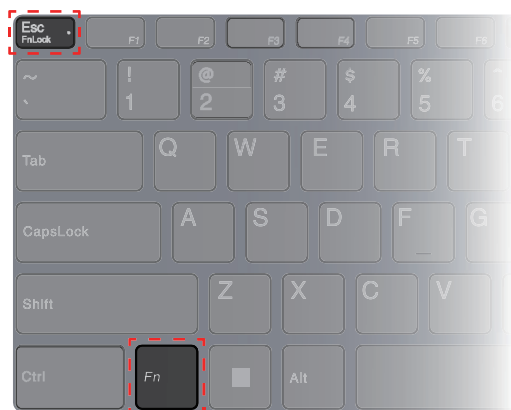 Esc
FnLock
F1
F2
F3
F4
F5
F6
~
`
!
1
@
2
#
3
$
4
%
5
^
6
Tab
Q
W
E
R
T
CapsLock
A
S
D
F
G
Shift
Z
X
C
V
Ctrl
Fn
Alt